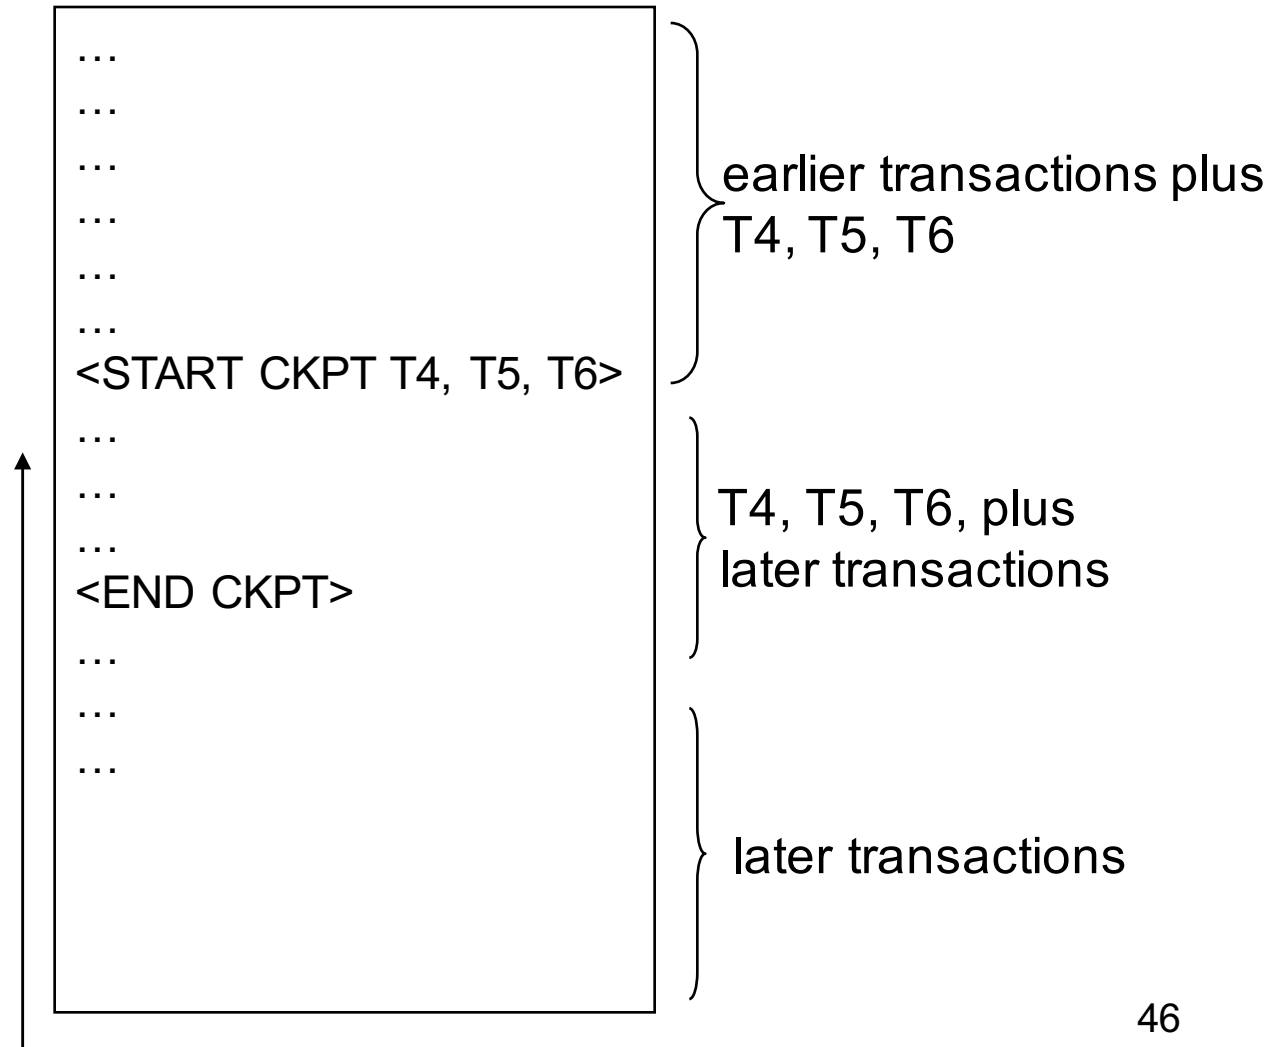 …
…
…
…
…
…
<START CKPT T4, T5, T6>
…
…
…
<END CKPT>
…
…
…
earlier transactions plus
T4, T5, T6
T4, T5, T6, plus
later transactions
later transactions
46